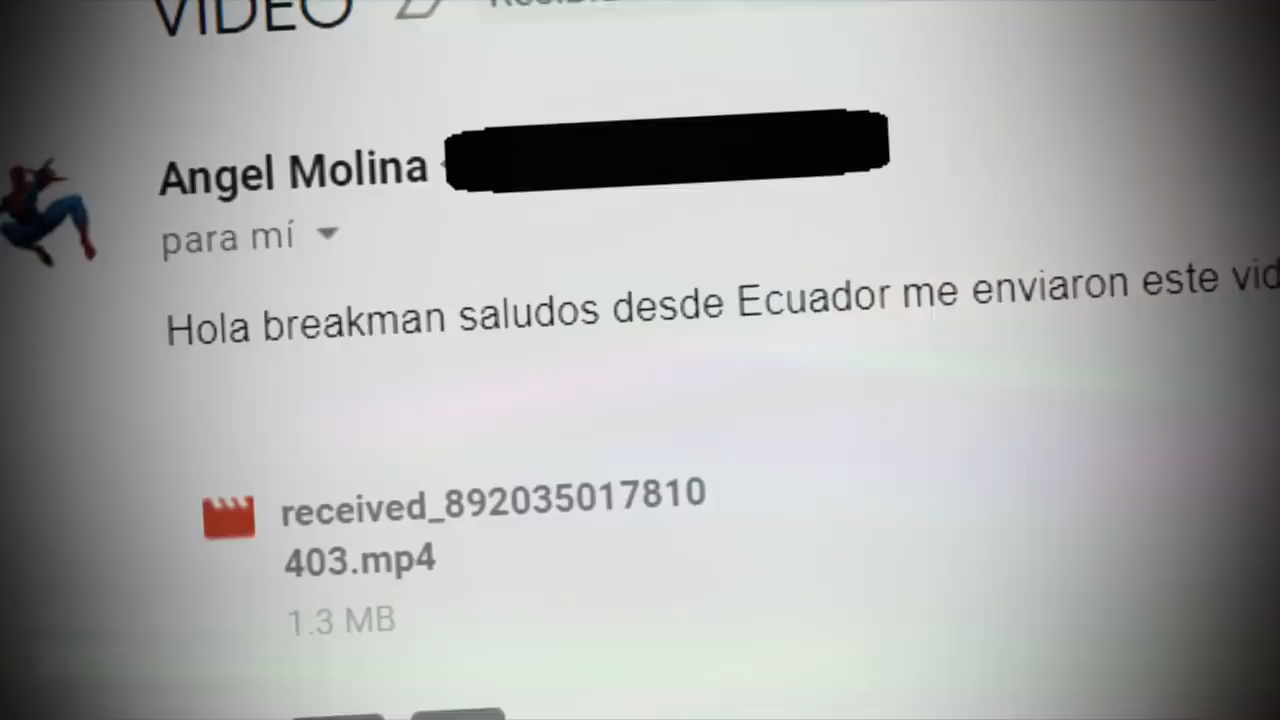 VIDEO
Angel Molina
para mí
Hola breakman saludos desde Ecuador me enviaron este
received_892035017810
403.mp4
1.3 MB